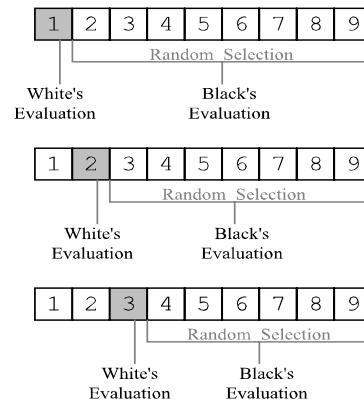 1 2 3 4 5 6 7 8 9
Random Selection
White's Black's
Evaluation Evaluation
1 2 3 4 5 6 7 8 9
Random Selection
White's Black's
Evaluation Evaluation
1 2 3 4 5 6 7 8 9
Random Selection
White's Black's
Evaluation Evaluation